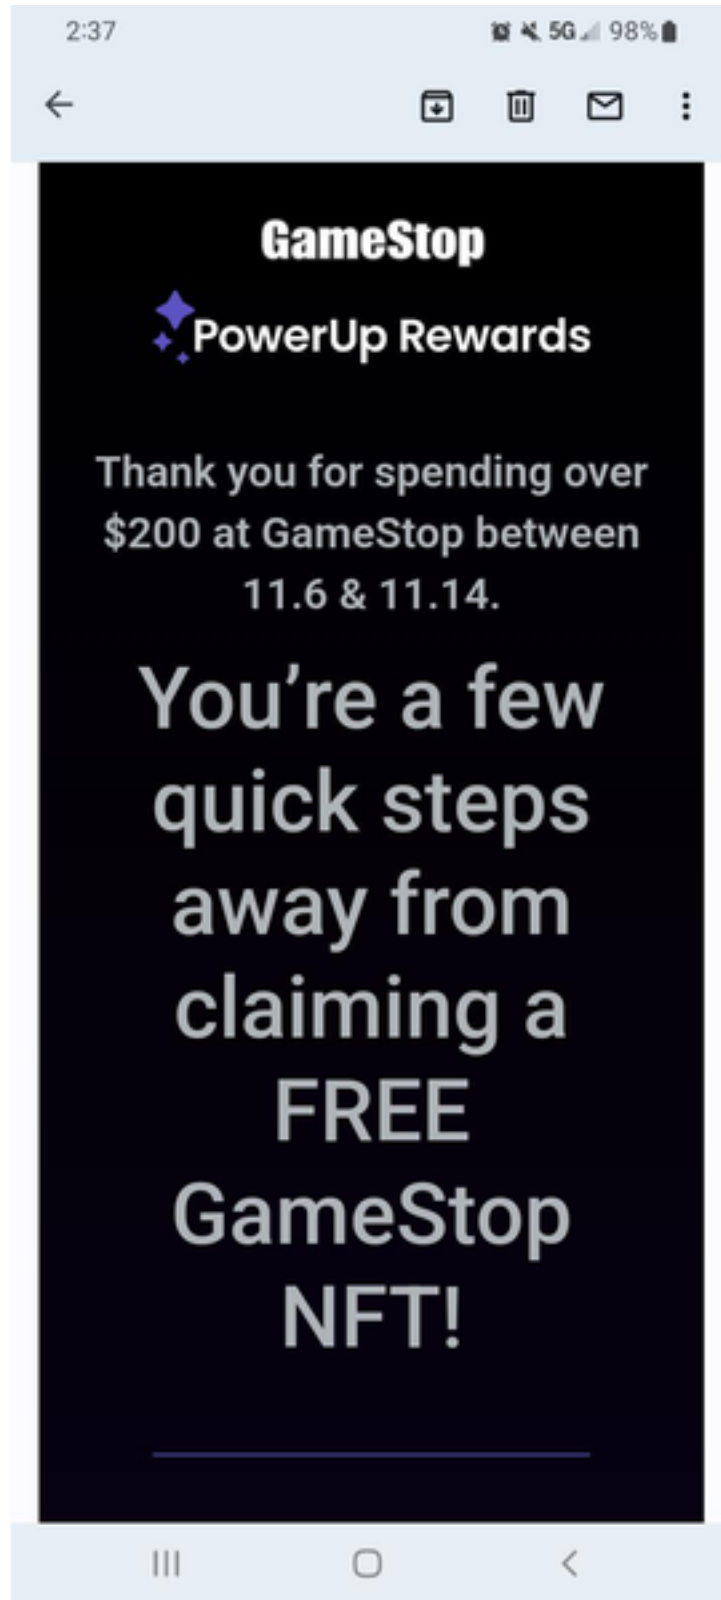 2:37 5G 98%
GameStop
PowerUp Rewards
Thank you for spending over
$200 at GameStop between
11.6 & 11.14.
You’re a few
quick steps
away from
claiming a
FREE
GameStop
NFT!